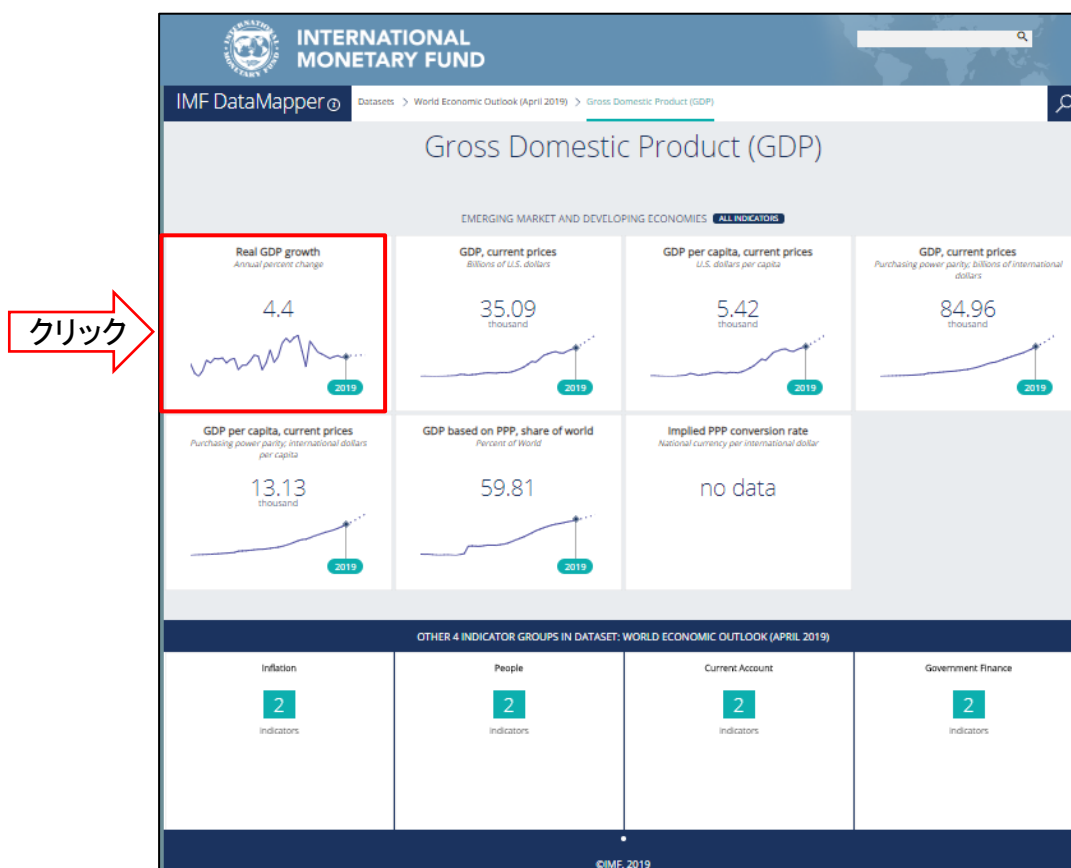 INTERNATIONAL
MONETARY FUND
IMF DataMapper
Datasets > World Economic Outlook (April 2019) > Gross Domestic Product (GDP)
Gross Domestic Product (GDP)
EMERGING MARKET AND DEVELOPING ECONOMIES ALL INDICATORS
クリック
Real GDP growth
Annual percent change
4.4
2019
GDP, current prices
Billions of U.S. dollars
35.09
thousand
2019
GDP per capita, current prices
U.S. dollars per capita
5.42
thousand
2019
GDP, current prices
Purchasing power parity; billions of international
dollars
84.96
thousand
2019
GDP per capita, current prices
Purchasing power parity; international dollars
per capita
13.13
thousand
2019
GDP based on PPP, share of world
Percent of World
59.81
2019
Implied PPP conversion rate
National currency per international dollar
no data
OTHER 4 INDICATOR GROUPS IN DATASET: WORLD ECONOMIC OUTLOOK (APRIL 2019)
Inflation
2
indicators
People
2
indicators
Current Account
2
indicators
Government Finance
2
indicators
©IMF, 2019